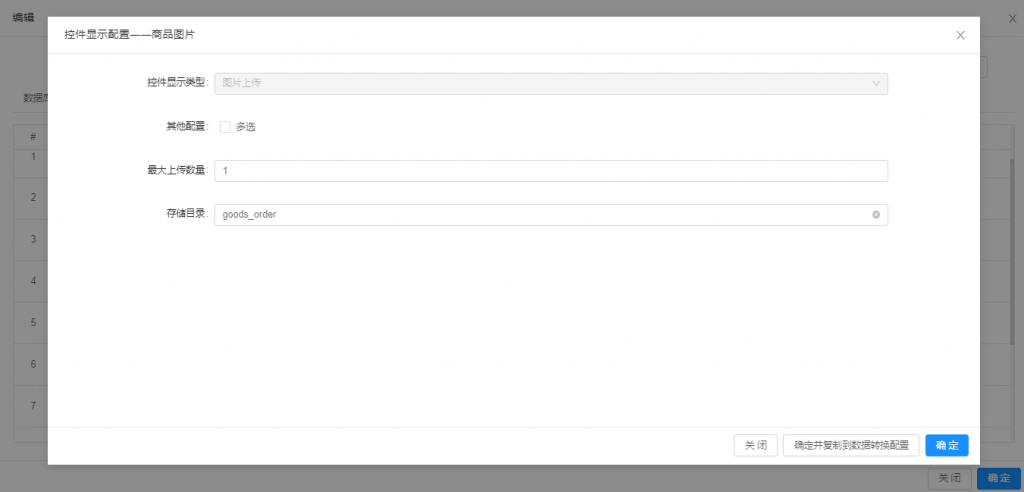 编辑
控件显示配置——商品图片
控件显示类型:
图片上传
其他配置:
多选
最大上传数量:
1
存储目录:
goods_order
数据
#
1
2
3
4
5
6
7
关 闭
确定并复制到数据转换配置
确 定
关 闭
确 定